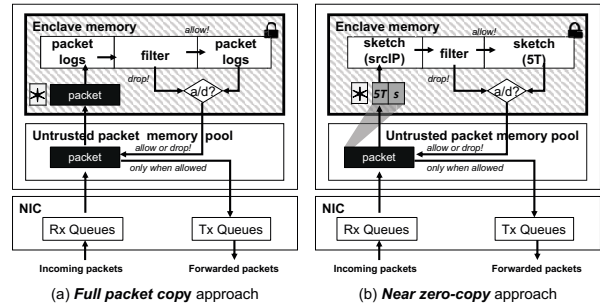 Enclave memory
allow!
packet logs
filter
packet logs
drop!
packet
a/d?
Untrusted packet memory pool
packet
allow or drop!
only when allowed
NIC
Rx Queues
Tx Queues
Incoming packets
Forwarded packets
(a) Full packet copy approach
Enclave memory
allow!
sketch (srcIP)
filter
sketch (5T)
drop!
5T s
a/d?
Untrusted packet memory pool
packet
allow or drop!
only when allowed
NIC
Rx Queues
Tx Queues
Incoming packets
Forwarded packets
(b) Near zero-copy approach